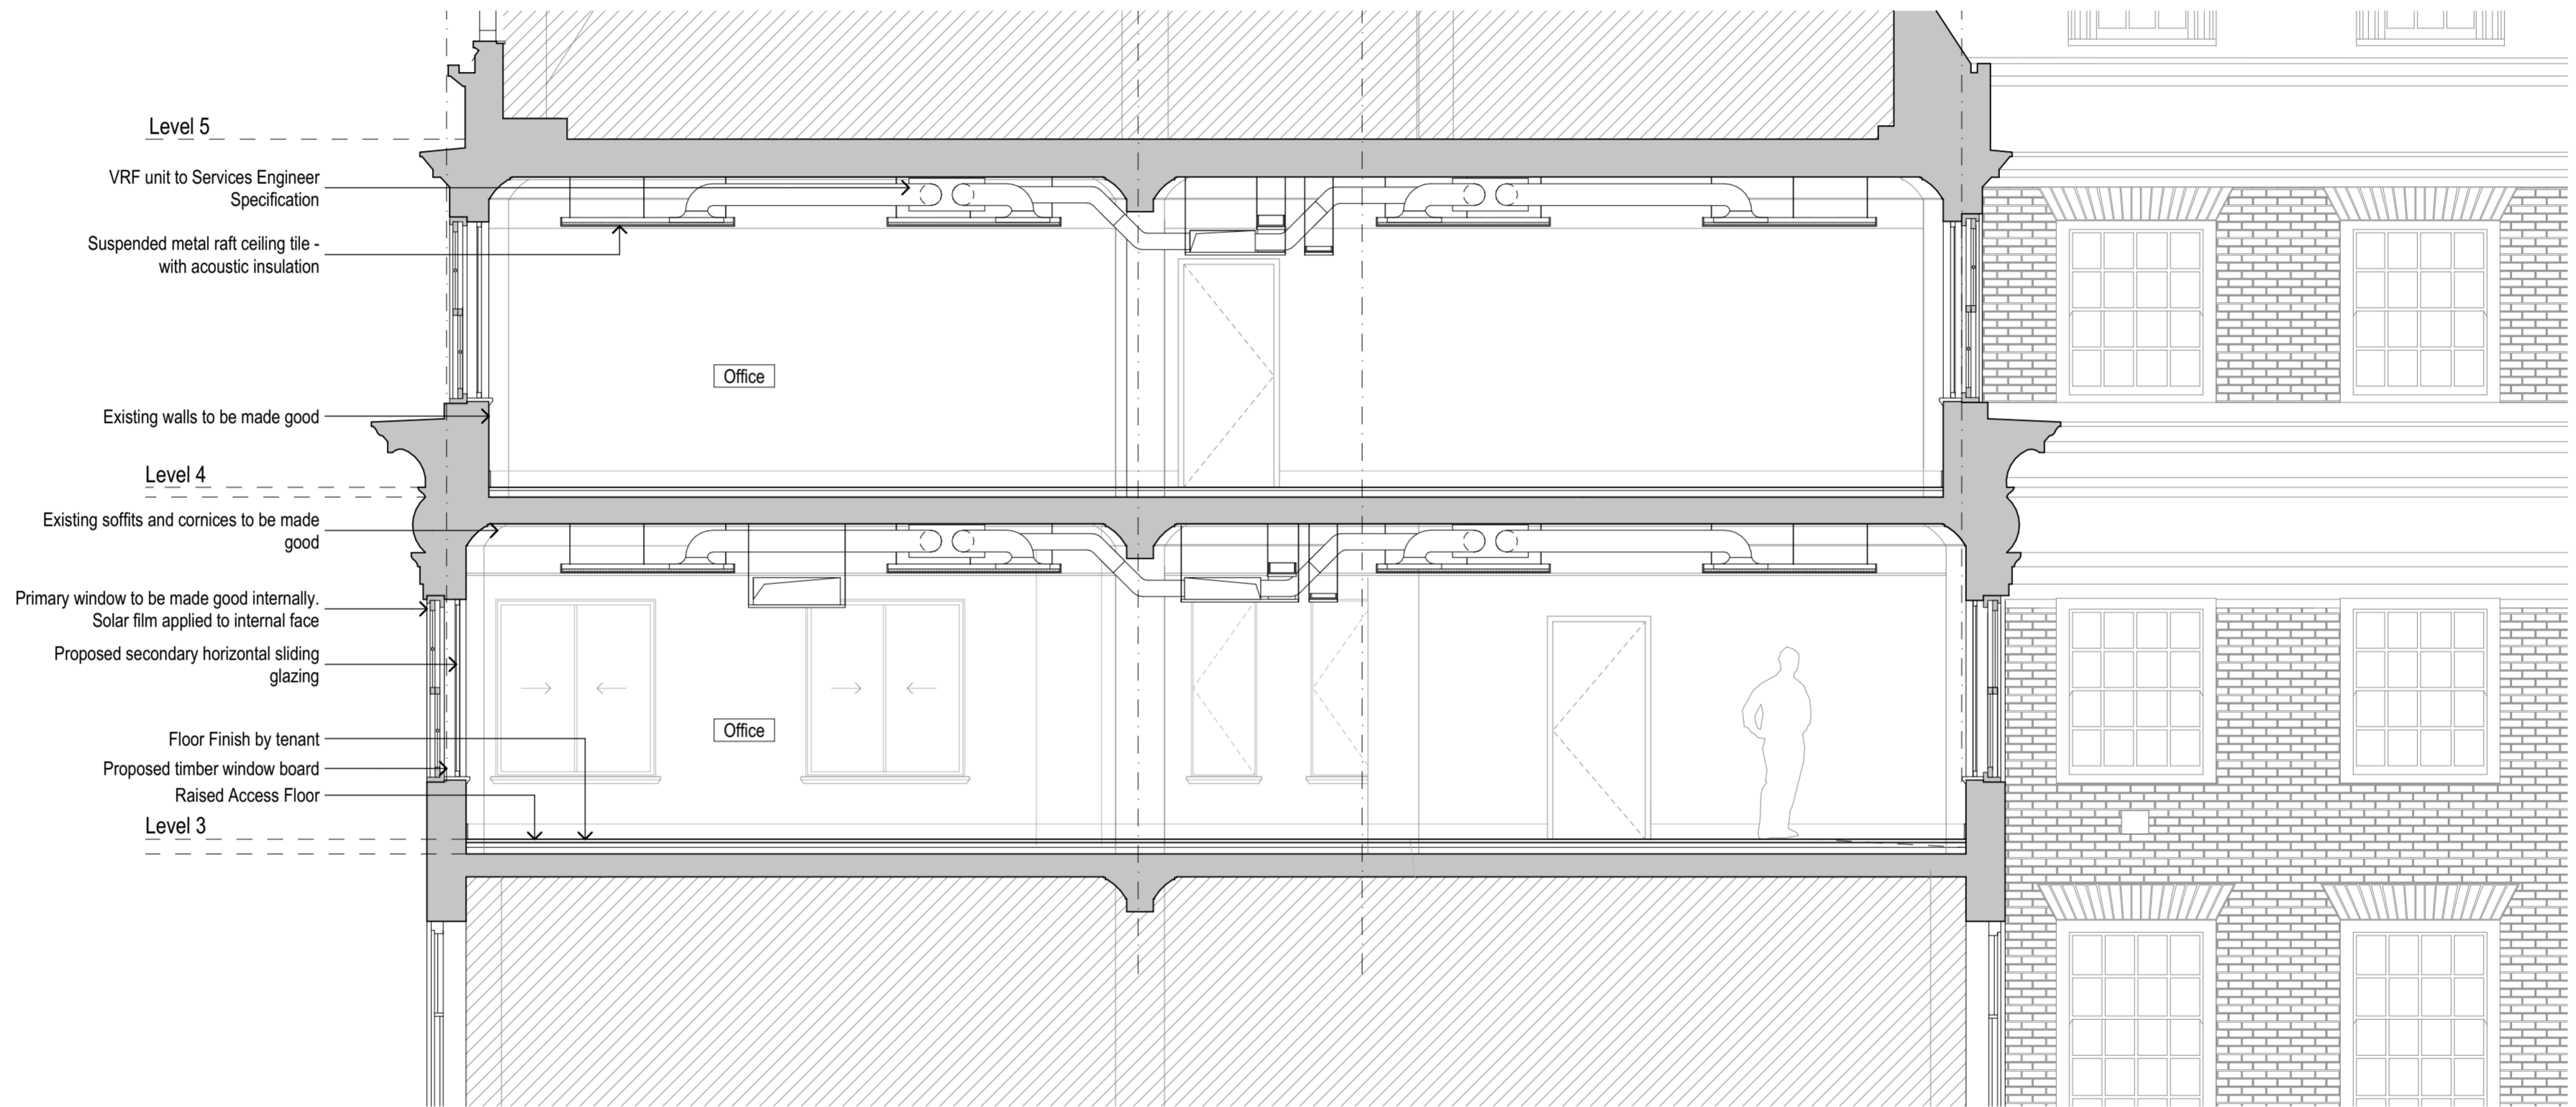 Level 5
VRF unit to Services Engineer
Specification
Suspended metal raft ceiling tile -
with acoustic insulation
Office
Existing walls to be made good
Level 4
Existing soffits and cornices to be made
good
Primary window to be made good internally.
Solar film applied to internal face
Proposed secondary horizontal sliding
glazing
Office
Floor Finish by tenant
Proposed timber window board
Raised Access Floor
Level 3